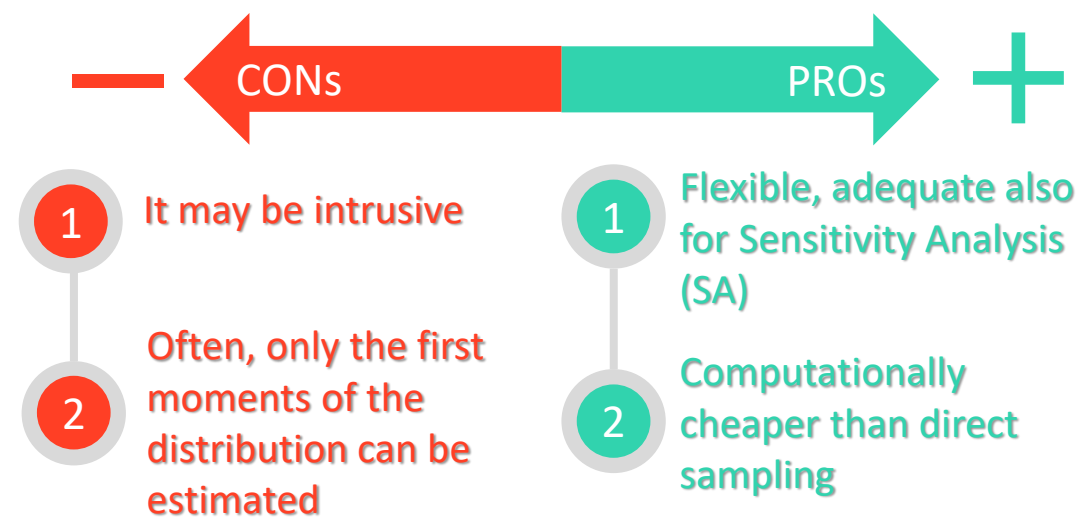 CONs
PROs
1
It may be intrusive
2
Often, only the first
moments of the
distribution can be
estimated
1
Flexible, adequate also
for Sensitivity Analysis
(SA)
2
Computationally
cheaper than direct
sampling